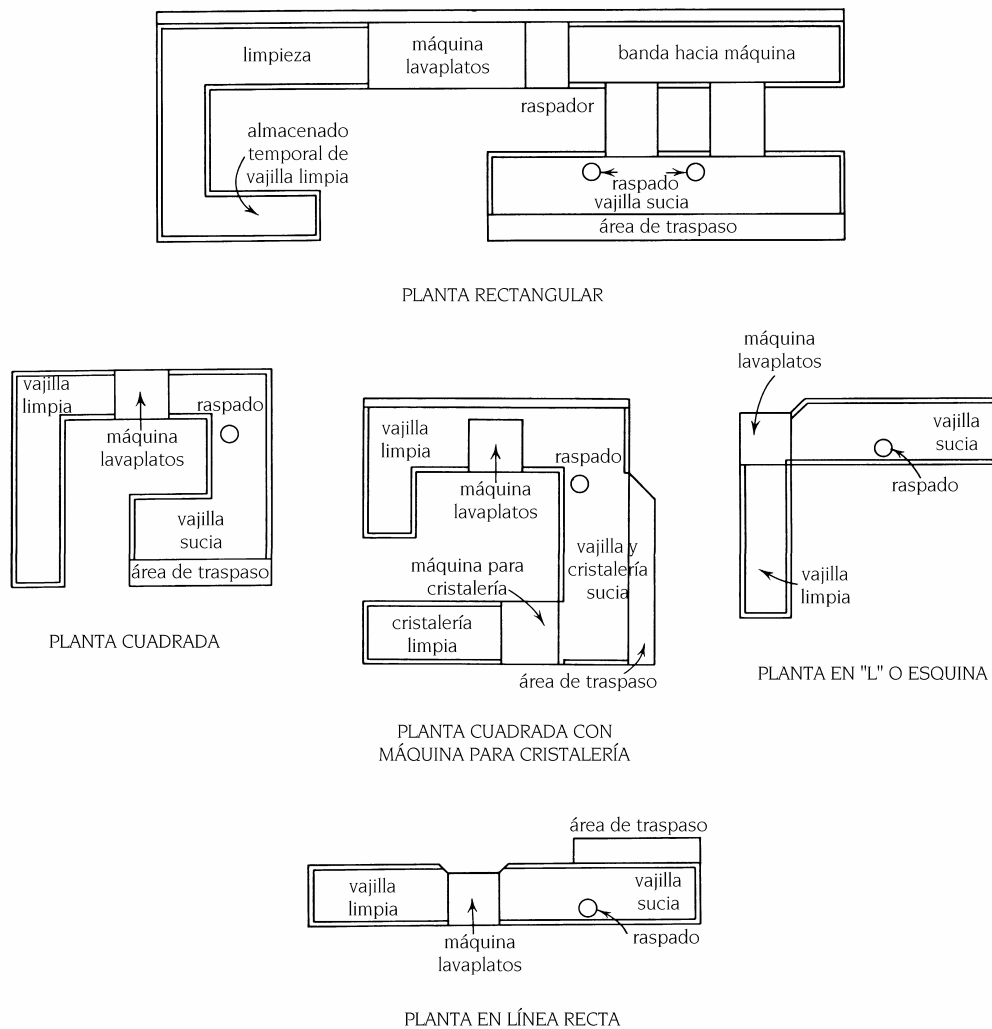 limpieza
máquina
lavaplatos
banda hacia máquina
raspador
almacenado
temporal de
vajilla limpia
raspado
vajilla sucia
área de traspaso
PLANTA RECTANGULAR
vajilla
limpia
raspado
máquina
lavaplatos
vajilla
sucia
área de traspaso
PLANTA CUADRADA
vajilla
limpia
raspado
máquina
lavaplatos
máquina para
cristalería
vajilla y
cristalería
sucia
cristalería
limpia
área de traspaso
PLANTA CUADRADA CON
MÁQUINA PARA CRISTALERÍA
máquina
lavaplatos
vajilla
sucia
raspado
vajilla
limpia
PLANTA EN "L" O ESQUINA
área de traspaso
vajilla
limpia
vajilla
sucia
raspado
máquina
lavaplatos
PLANTA EN LÍNEA RECTA